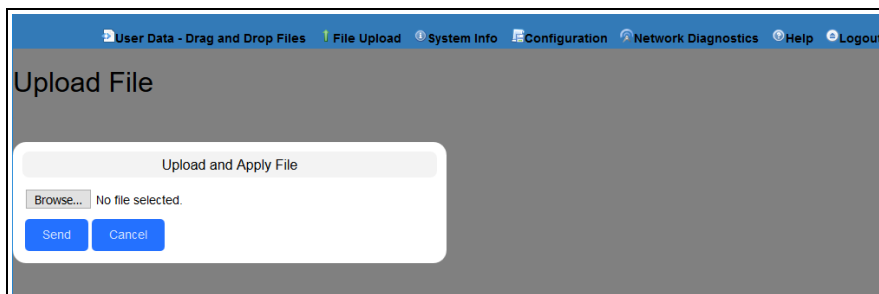 User Data - Drag and Drop Files File Upload System Info Configuration Network Diagnostics Help Logout
Upload File
Upload and Apply File
Browse... No file selected.
Send Cancel